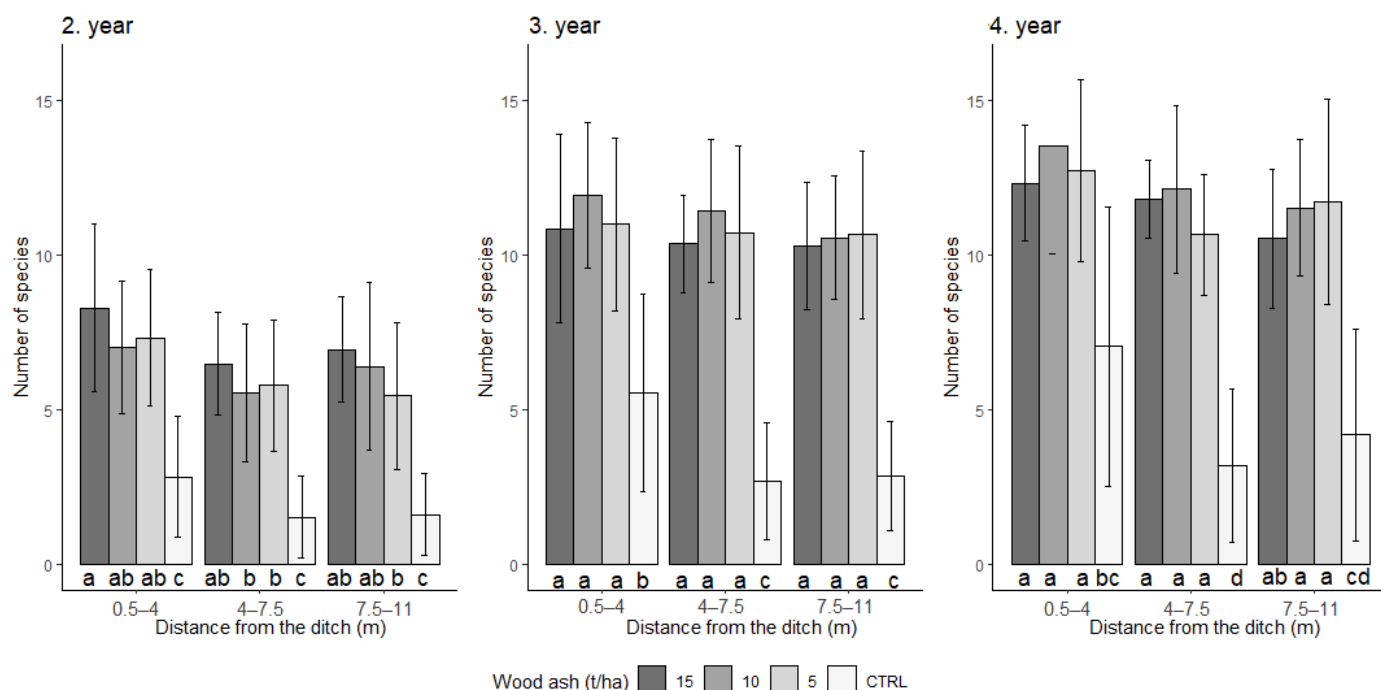 2. year
15
10
5
0
Number of species
a ab ab c ab b b c ab ab b c
0.5–4 4–7.5 7.5–11
Distance from the ditch (m)
3. year
15
10
5
0
Number of species
a a a b a a a c a a a c
0.5–4 4–7.5 7.5–11
Distance from the ditch (m)
4. year
15
10
5
0
Number of species
a a a bc a a a d ab a a cd
0.5–4 4–7.5 7.5–11
Distance from the ditch (m)
Wood ash (t/ha) 15 10 5 CTRL